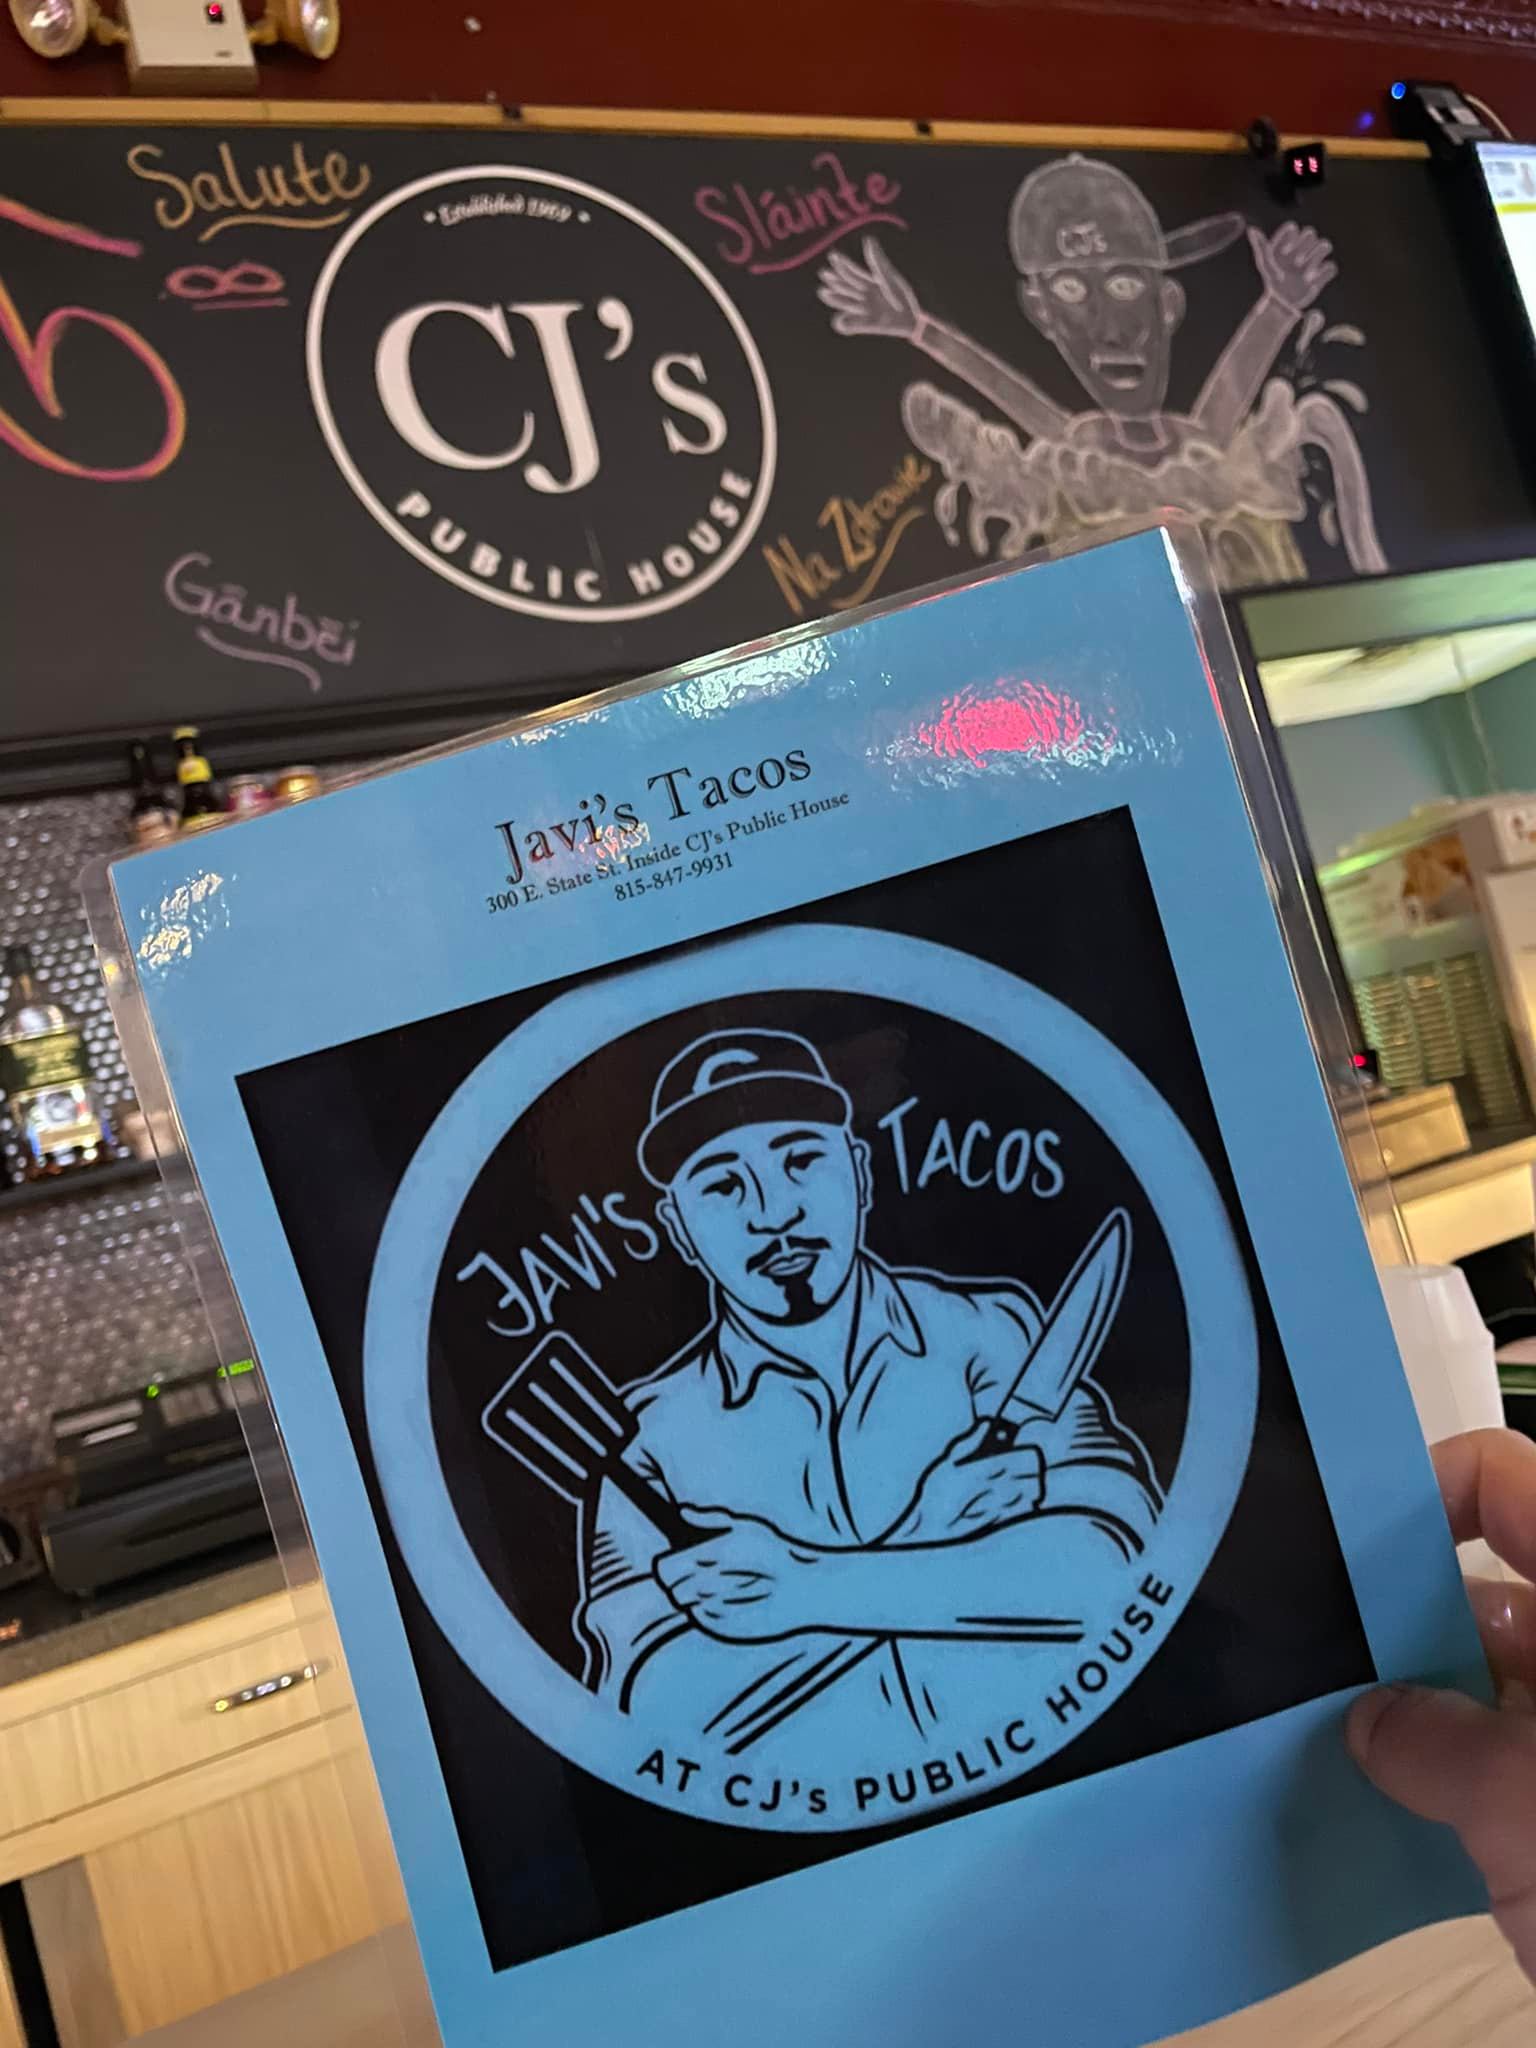 Salute
Established 1969
CJ's
PUBLIC HOUSE
Sláinte
CJ's
Na Zdrowie
Gānbēi
Javi's Tacos
300 E. State St. Inside CJ's Public House
815-847-9931
JAVI'S TACOS
AT CJ's PUBLIC HOUSE